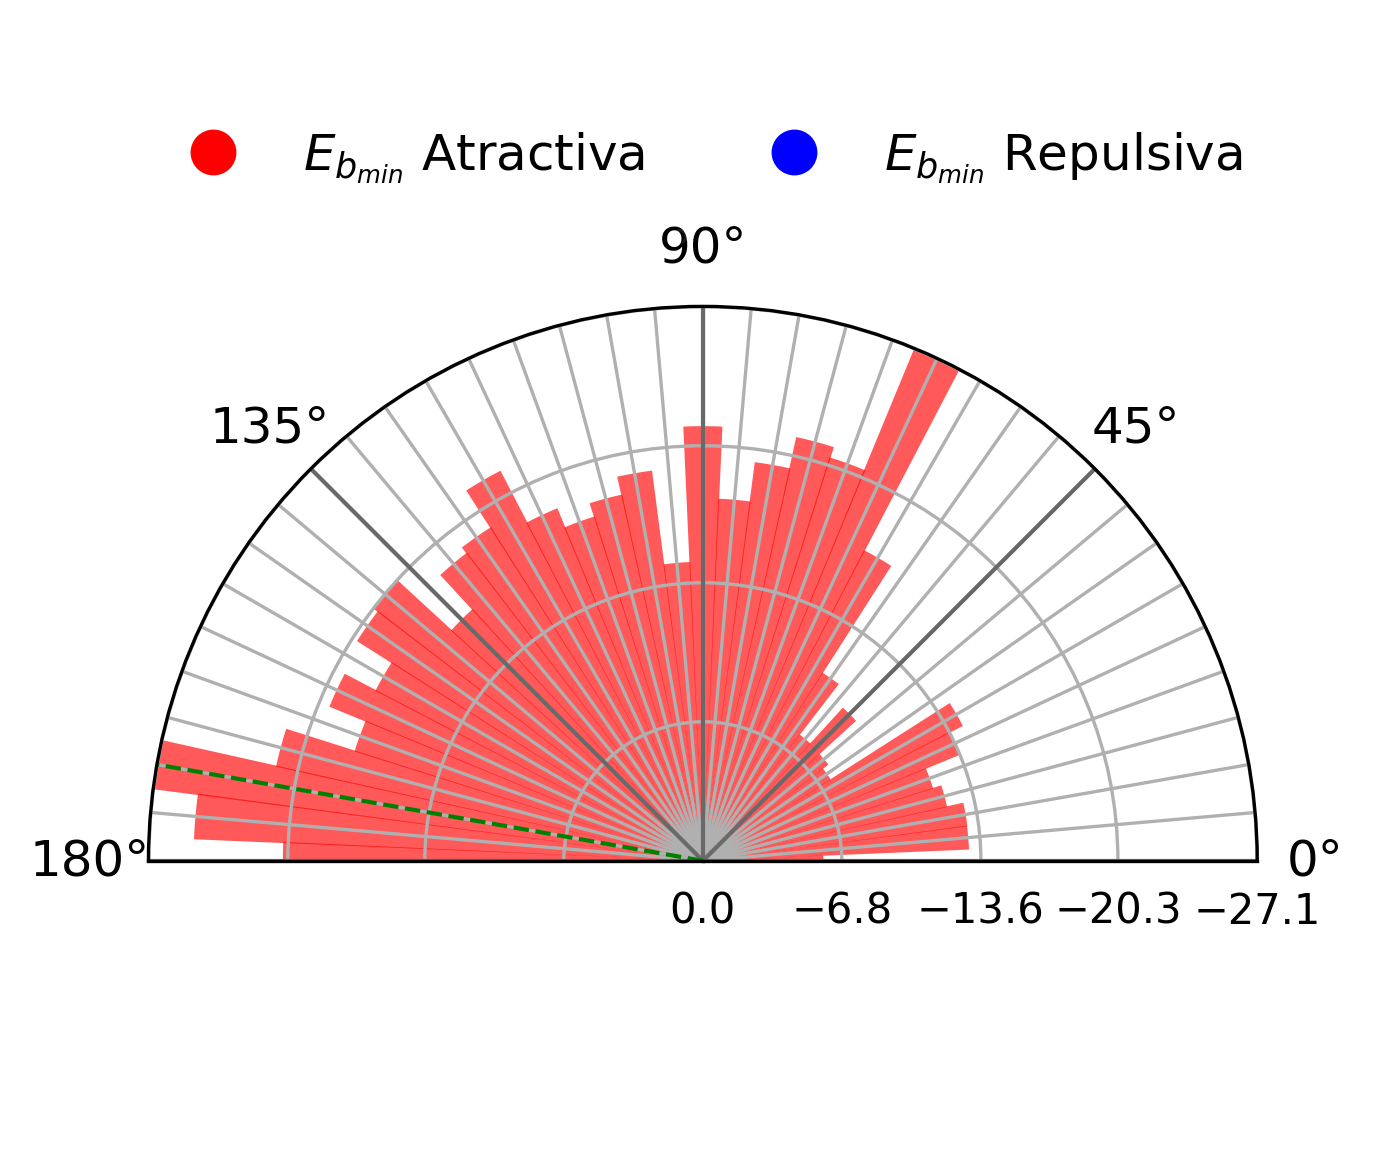 E_{b_{min}} Atractiva E_{b_{min}} Repulsiva
90°
135° 45°
180° 0°
0.0 −6.8 −13.6 −20.3 −27.1